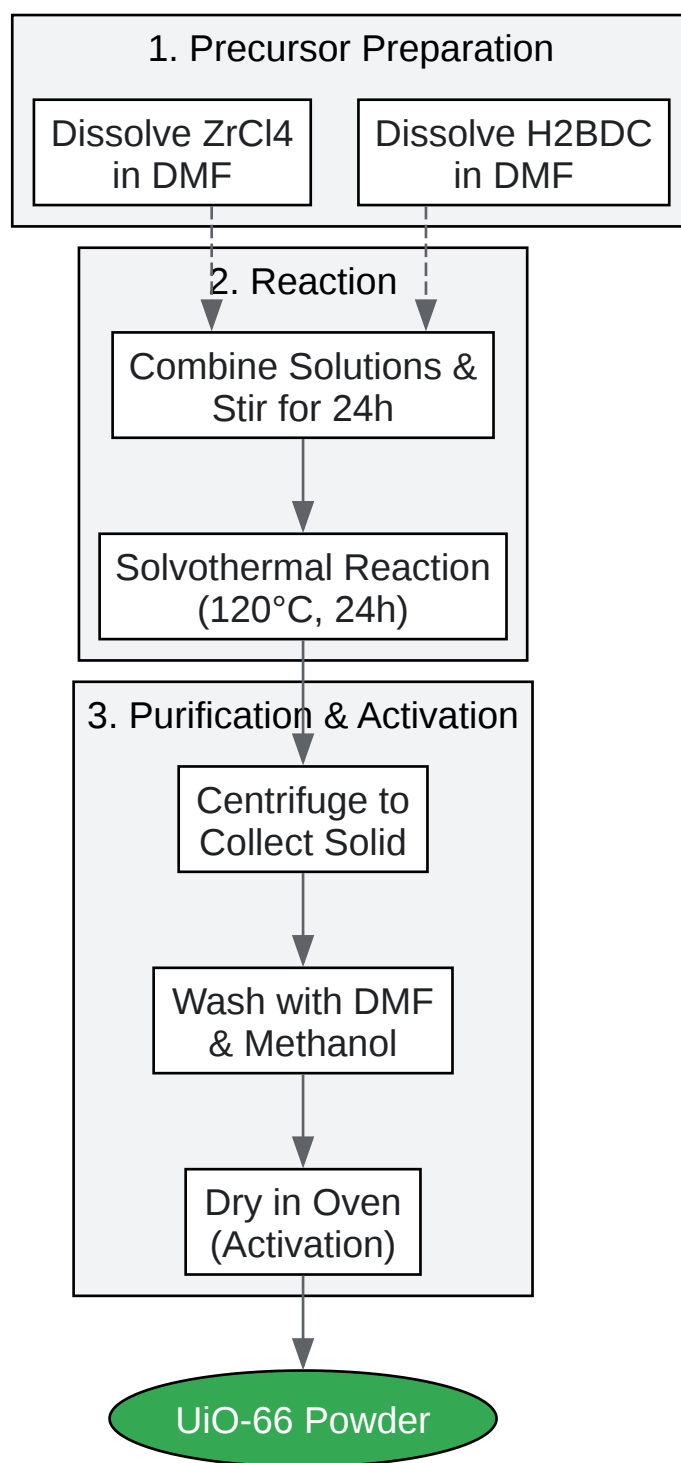 1. Precursor Preparation
Dissolve ZrCl4
in DMF
Dissolve H2BDC
in DMF
2. Reaction
Combine Solutions &
Stir for 24h
Solvothermal Reaction
(120°C, 24h)
3. Purification & Activation
Centrifuge to
Collect Solid
Wash with DMF
& Methanol
Dry in Oven
(Activation)
UiO-66 Powder